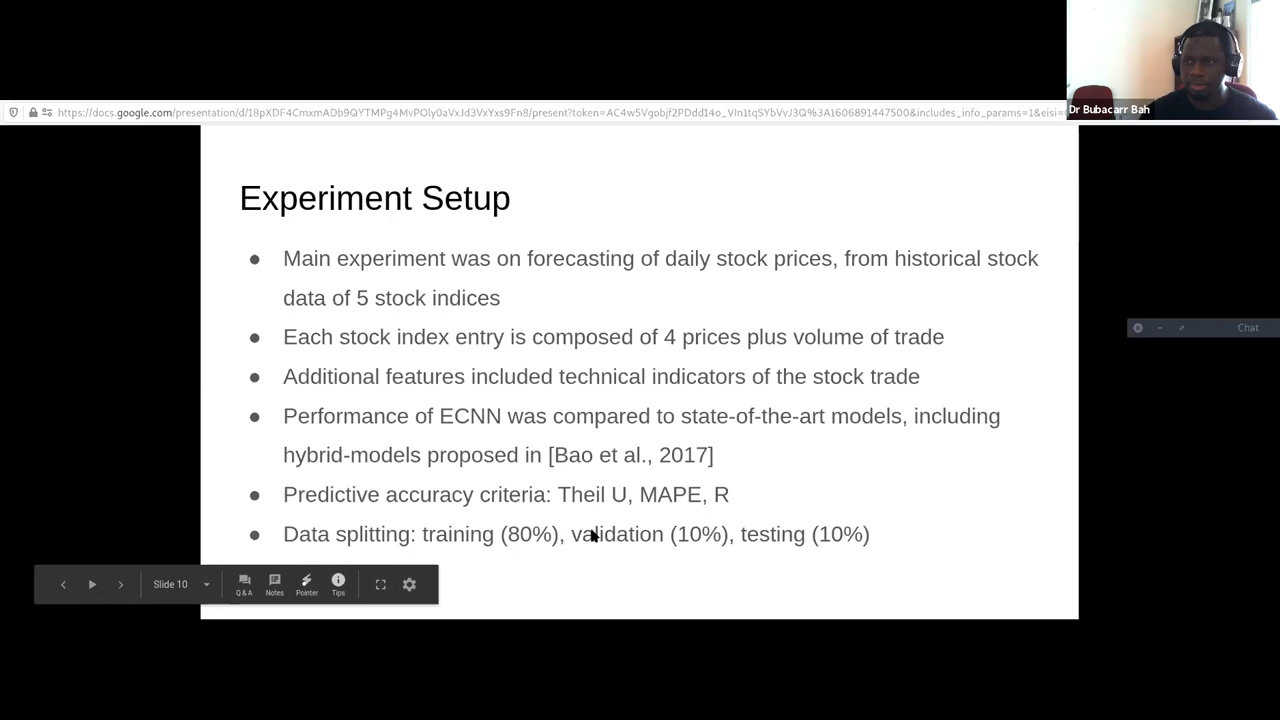 https://docs.google.com/presentation/d/18pXDF4CmxmADb9QYTMPg4MvPOly0aVxJd3VxYxs9Fn8/present?token=AC4w5Vgobjf2PDdd14o_VIn1tqSYbVvJ3Q%3A1606891447500&includes_info_params=1&eisi=
Dr Bubacarr Bah
Experiment Setup
● Main experiment was on forecasting of daily stock prices, from historical stock
data of 5 stock indices
● Each stock index entry is composed of 4 prices plus volume of trade
● Additional features included technical indicators of the stock trade
● Performance of ECNN was compared to state-of-the-art models, including
hybrid-models proposed in [Bao et al., 2017]
● Predictive accuracy criteria: Theil U, MAPE, R
● Data splitting: training (80%), validation (10%), testing (10%)
Chat
Slide 10
Q & A Notes Pointer Tips